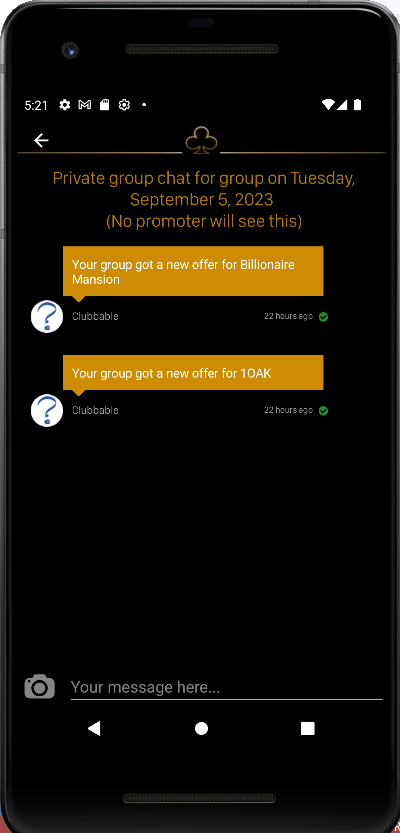 5:21
Private group chat for group on Tuesday,
September 5, 2023
(No promoter will see this)
Your group got a new offer for Billionaire
Mansion
Clubbable
22 hours ago
Your group got a new offer for 1OAK
Clubbable
22 hours ago
Your message here...